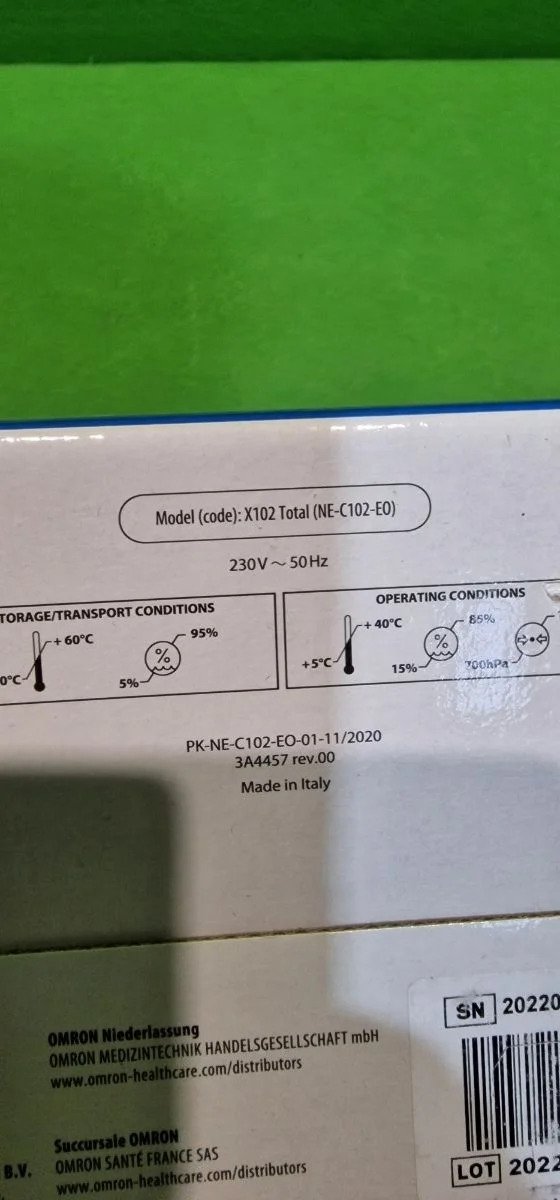 Model (code): X102 Total (NE-C102-E0)
230V ~ 50Hz
TORAGE/TRANSPORT CONDITIONS
+ 60°C
95%
%
0°C
5%
OPERATING CONDITIONS
+ 40°C
85%
%
+5°C
15%
700hPa
PK-NE-C102-EO-01-11/2020
3A4457 rev.00
Made in Italy
SN 20220
OMRON Niederlassung
OMRON MEDIZINTECHNIK HANDELSGESELLSCHAFT mbH
www.omron-healthcare.com/distributors
Succursale OMRON
B.V. OMRON SANTÉ FRANCE SAS
www.omron-healthcare.com/distributors
LOT 2022